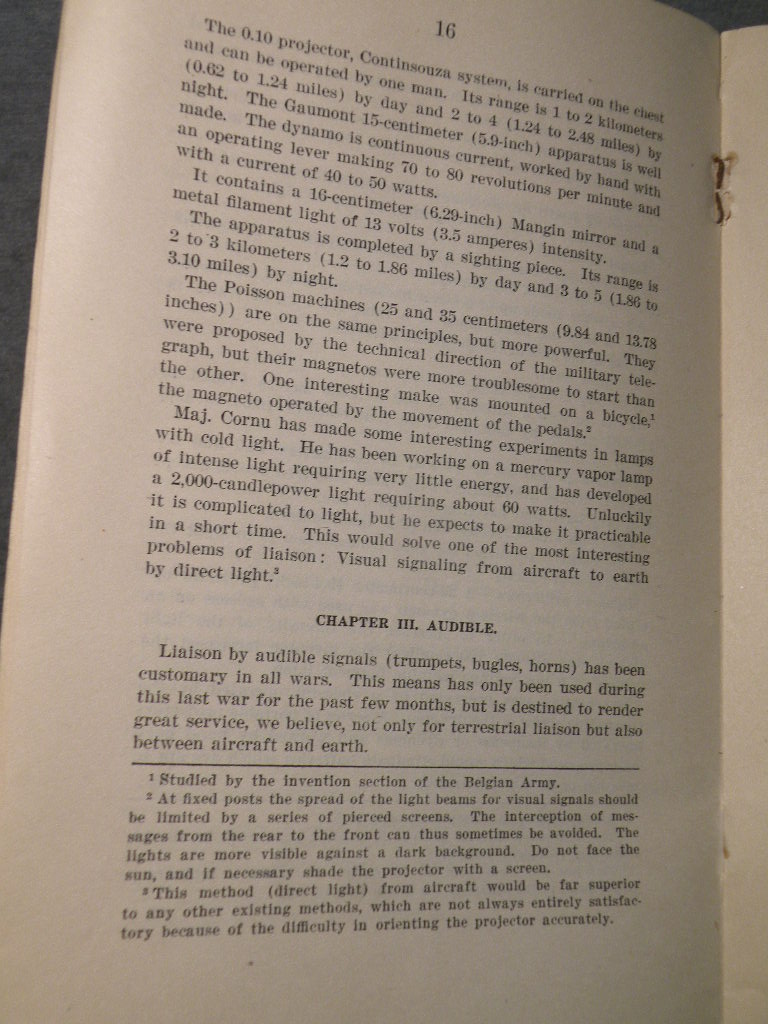 16
The 0.10 projector, Continsouza system, is carried on the chest
and can be operated by one man. Its range is 1 to 2 kilometers
(0.62 to 1.24 miles) by day and 2 to 4 (1.24 to 2.48 miles) by
night. The Gaumont 15-centimeter (5.9-inch) apparatus is well
made. The dynamo is continuous current, worked by hand with
an operating lever making 70 to 80 revolutions per minute and
with a current of 40 to 50 watts.
It contains a 16-centimeter (6.29-inch) Mangin mirror and a
metal filament light of 13 volts (3.5 amperes) intensity.
The apparatus is completed by a sighting piece. Its range is
2 to 3 kilometers (1.2 to 1.86 miles) by day and 3 to 5 (1.86 to
3.10 miles) by night.
The Poisson machines (25 and 35 centimeters (9.84 and 13.78
inches)) are on the same principles, but more powerful. They
were proposed by the technical direction of the military tele-
graph, but their magnetos were more troublesome to start than
the other. One interesting make was mounted on a bicycle,¹
the magneto operated by the movement of the pedals.²
Maj. Cornu has made some interesting experiments in lamps
with cold light. He has been working on a mercury vapor lamp
of intense light requiring very little energy, and has developed
a 2,000-candlepower light requiring about 60 watts. Unluckily
it is complicated to light, but he expects to make it practicable
in a short time. This would solve one of the most interesting
problems of liaison: Visual signaling from aircraft to earth
by direct light.³
CHAPTER III. AUDIBLE.
Liaison by audible signals (trumpets, bugles, horns) has been
customary in all wars. This means has only been used during
this last war for the past few months, but is destined to render
great service, we believe, not only for terrestrial liaison but also
between aircraft and earth.
¹ Studied by the invention section of the Belgian Army.
² At fixed posts the spread of the light beams for visual signals should
be limited by a series of pierced screens. The interception of mes-
sages from the rear to the front can thus sometimes be avoided. The
lights are more visible against a dark background. Do not face the
sun, and if necessary shade the projector with a screen.
³ This method (direct light) from aircraft would be far superior
to any other existing methods, which are not always entirely satisfac-
tory because of the difficulty in orienting the projector accurately.